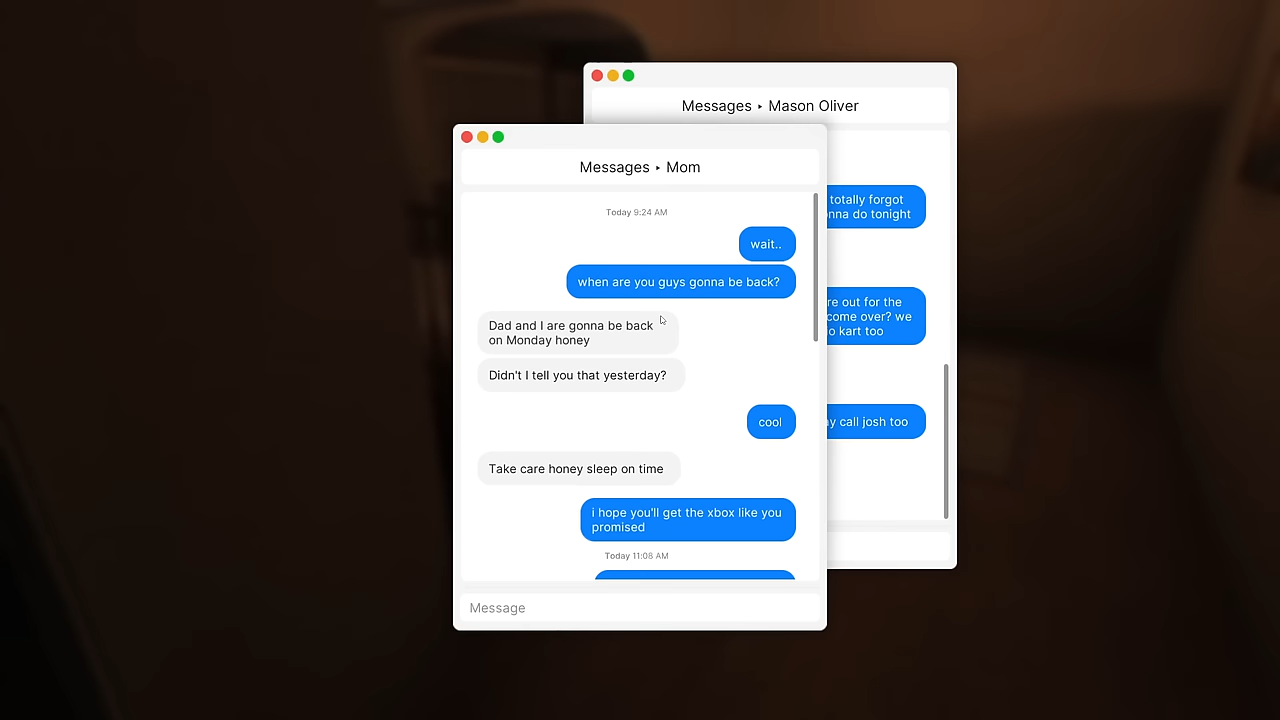 Messages ‣ Mason Oliver
totally forgot
nna do tonight
re out for the
come over? we
o kart too
y call josh too
Messages ‣ Mom
Today 9:24 AM
wait..
when are you guys gonna be back?
Dad and I are gonna be back
on Monday honey
Didn't I tell you that yesterday?
cool
Take care honey sleep on time
i hope you'll get the xbox like you
promised
Today 11:08 AM
Message